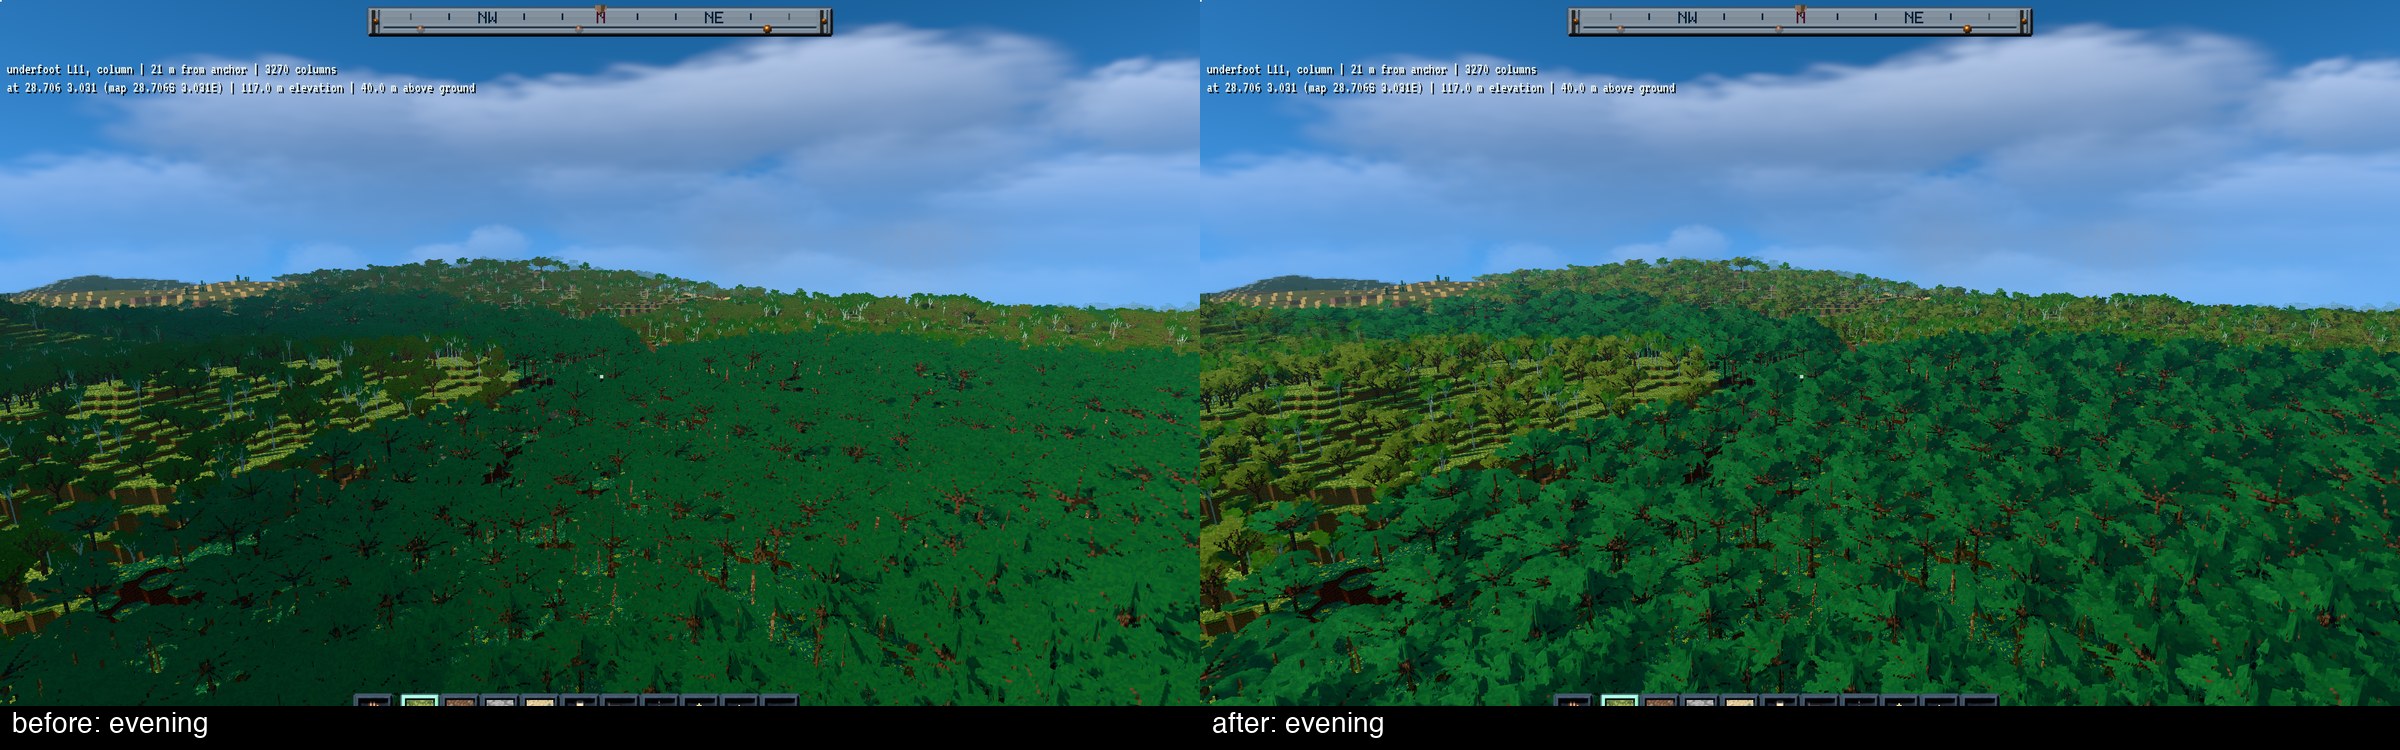 NW N NE
underfoot L11, column | 21 m from anchor | 3270 columns
at 28.706 3.031 (map 28.706S 3.031E) | 117.0 m elevation | 40.0 m above ground
before: evening
NW N NE
underfoot L11, column | 21 m from anchor | 3270 columns
at 28.706 3.031 (map 28.706S 3.031E) | 117.0 m elevation | 40.0 m above ground
after: evening